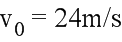 v₀ = 24m/s